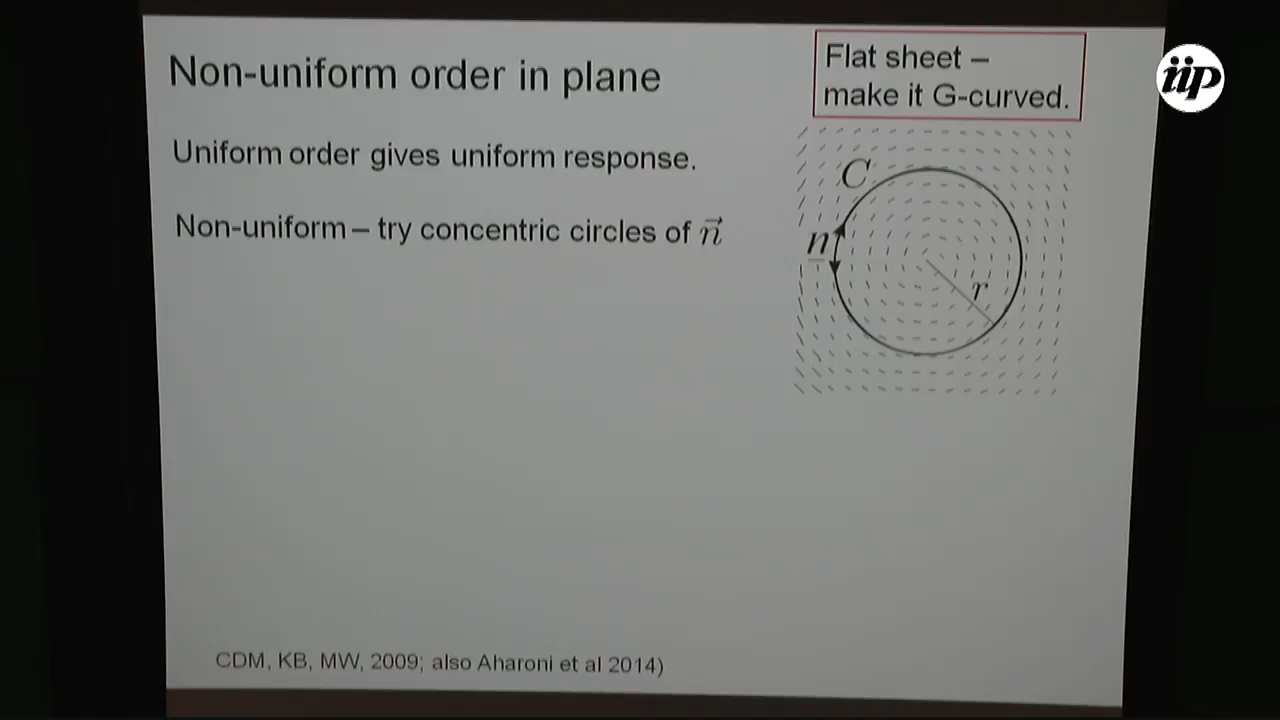 Non-uniform order in plane
Flat sheet –
make it G-curved.
iip
Uniform order gives uniform response.
Non-uniform – try concentric circles of n⃗
C
n
r
CDM, KB, MW, 2009; also Aharoni et al 2014)